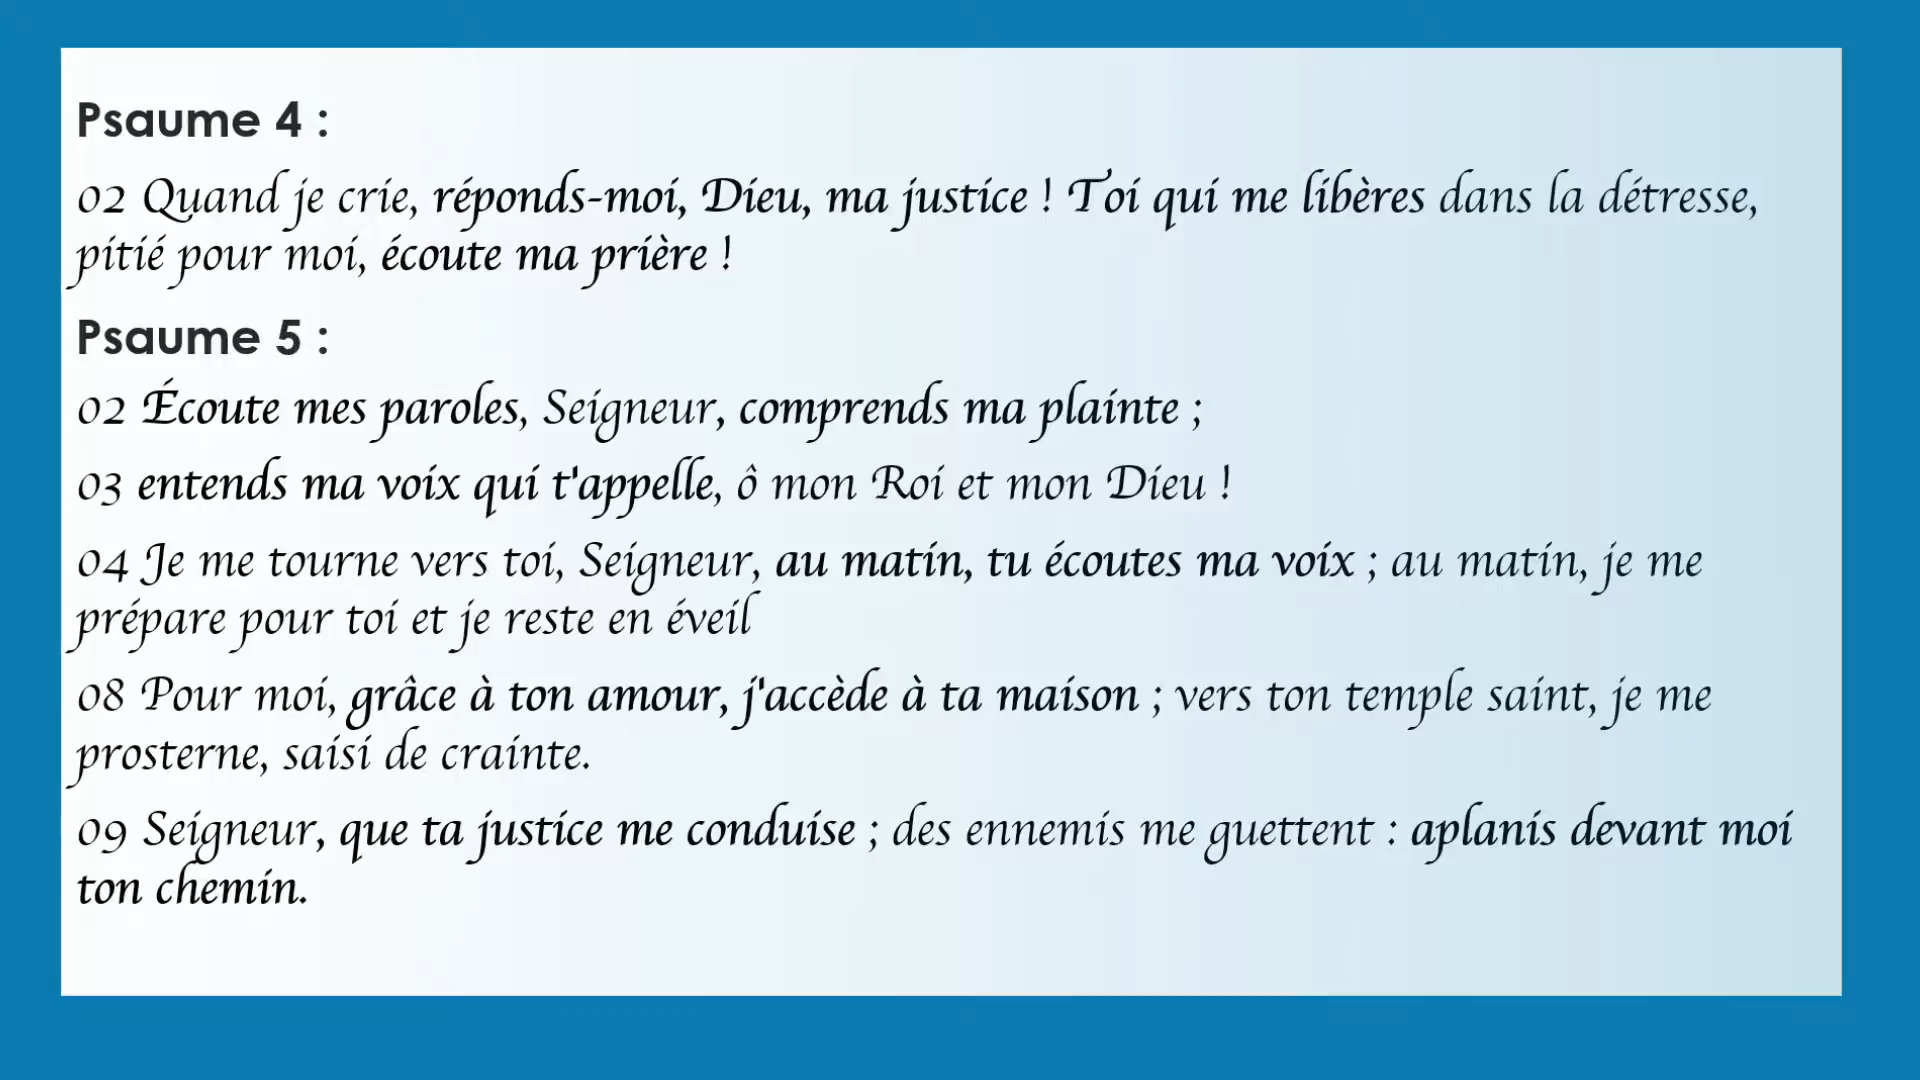 Psaume 4 :
02 Quand je crie, réponds-moi, Dieu, ma justice ! Toi qui me libères dans la détresse,
pitié pour moi, écoute ma prière !
Psaume 5 :
02 Écoute mes paroles, Seigneur, comprends ma plainte ;
03 entends ma voix qui t'appelle, ô mon Roi et mon Dieu !
04 Je me tourne vers toi, Seigneur, au matin, tu écoutes ma voix ; au matin, je me
prépare pour toi et je reste en éveil
08 Pour moi, grâce à ton amour, j'accède à ta maison ; vers ton temple saint, je me
prosterne, saisi de crainte.
09 Seigneur, que ta justice me conduise ; des ennemis me guettent : aplanis devant moi
ton chemin.